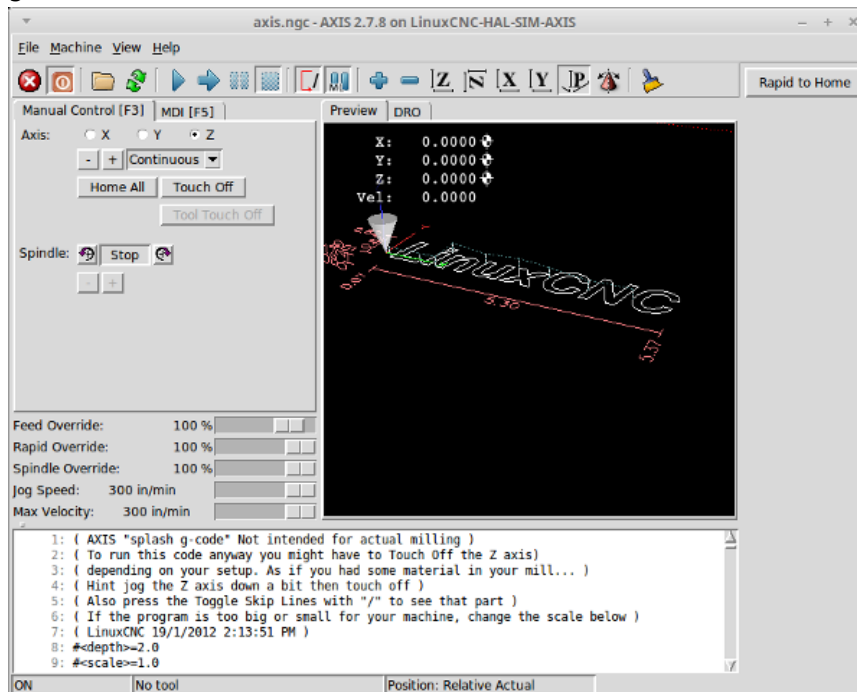 axis.ngc - AXIS 2.7.8 on LinuxCNC-HAL-SIM-AXIS
File Machine View Help
Z N X Y P
Rapid to Home
Manual Control [F3] MDI [F5]
Preview DRO
Axis: X Y Z
- + Continuous
Home All Touch Off
Tool Touch Off
Spindle: Stop
- +
X: 0.0000
Y: 0.0000
Z: 0.0000
Vel: 0.0000
LinuxCNC
0.01
5.36
5.37
Feed Override: 100 %
Rapid Override: 100 %
Spindle Override: 100 %
Jog Speed: 300 in/min
Max Velocity: 300 in/min
1: ( AXIS "splash g-code" Not intended for actual milling )
2: ( To run this code anyway you might have to Touch Off the Z axis)
3: ( depending on your setup. As if you had some material in your mill... )
4: ( Hint jog the Z axis down a bit then touch off )
5: ( Also press the Toggle Skip Lines with "/" to see that part )
6: ( If the program is too big or small for your machine, change the scale below )
7: ( LinuxCNC 19/1/2012 2:13:51 PM )
8: #<depth>=2.0
9: #<scale>=1.0
ON No tool Position: Relative Actual